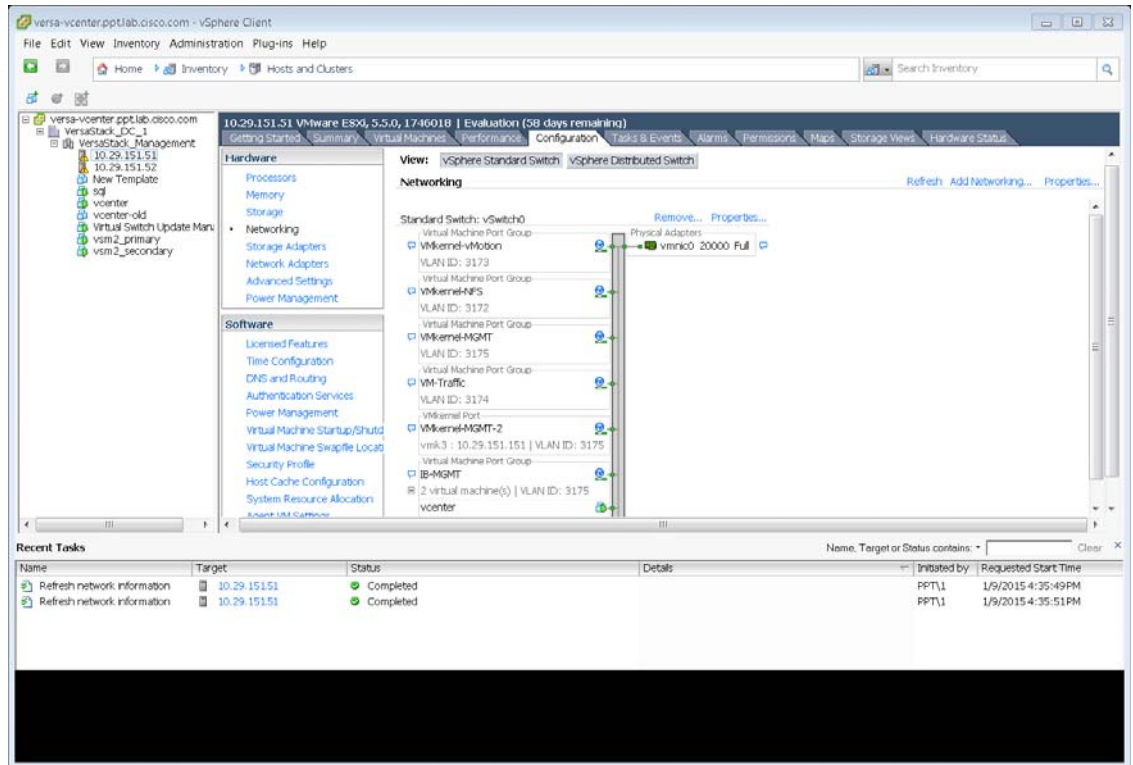 versa-vcenter.ppt.lab.cisco.com - vSphere Client
File Edit View Inventory Administration Plug-ins Help
Home Inventory Hosts and Clusters
Search Inventory
versa-vcenter.ppt.lab.cisco.com
VersaStack_DC_1
VersaStack_Management
10.29.151.51
10.29.151.52
New Template
sql
vcenter
vcenter-old
Virtual Switch Update Man
vsm2_primary
vsm2_secondary
10.29.151.51 VMware ESXi, 5.5.0, 1746018 | Evaluation (58 days remaining)
Getting Started Summary Virtual Machines Performance Configuration Tasks & Events Alarms Permissions Maps Storage Views Hardware Status
Hardware
Processors
Memory
Storage
Networking
Storage Adapters
Network Adapters
Advanced Settings
Power Management
Software
Licensed Features
Time Configuration
DNS and Routing
Authentication Services
Power Management
Virtual Machine Startup/Shutd
Virtual Machine Swapfile Locati
Security Profile
Host Cache Configuration
System Resource Allocation
Agent VM Settings
View: vSphere Standard Switch vSphere Distributed Switch
Networking
Refresh Add Networking... Properties...
Standard Switch: vSwitch0 Remove... Properties...
Virtual Machine Port Group
VMkernel-vMotion
VLAN ID: 3173
Virtual Machine Port Group
VMkernel-NFS
VLAN ID: 3172
Virtual Machine Port Group
VMkernel-MGMT
VLAN ID: 3175
Virtual Machine Port Group
VM-Traffic
VLAN ID: 3174
VMkernel Port
VMkernel-MGMT-2
vmk3 : 10.29.151.151 | VLAN ID: 3175
Virtual Machine Port Group
IB-MGMT
2 virtual machine(s) | VLAN ID: 3175
vcenter
Physical Adapters
vmnic0 20000 Full
Recent Tasks
Name, Target or Status contains: Clear
Name Target Status Details Initiated by Requested Start Time
Refresh network information 10.29.151.51 Completed PPT\1 1/9/2015 4:35:49 PM
Refresh network information 10.29.151.51 Completed PPT\1 1/9/2015 4:35:51 PM